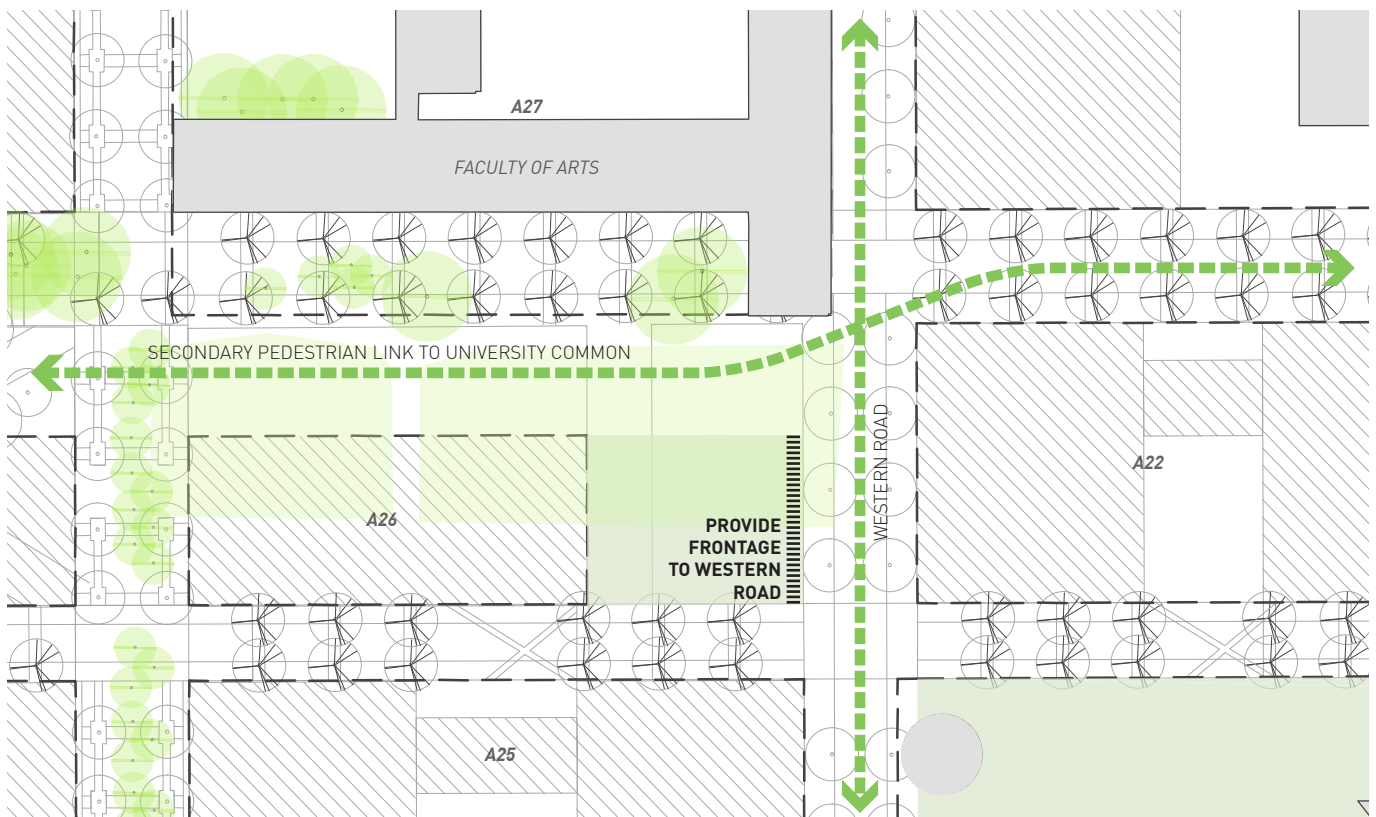 A27
FACULTY OF ARTS
SECONDARY PEDESTRIAN LINK TO UNIVERSITY COMMON
WESTERN ROAD
A22
A26
PROVIDE
FRONTAGE
TO WESTERN
ROAD
A25